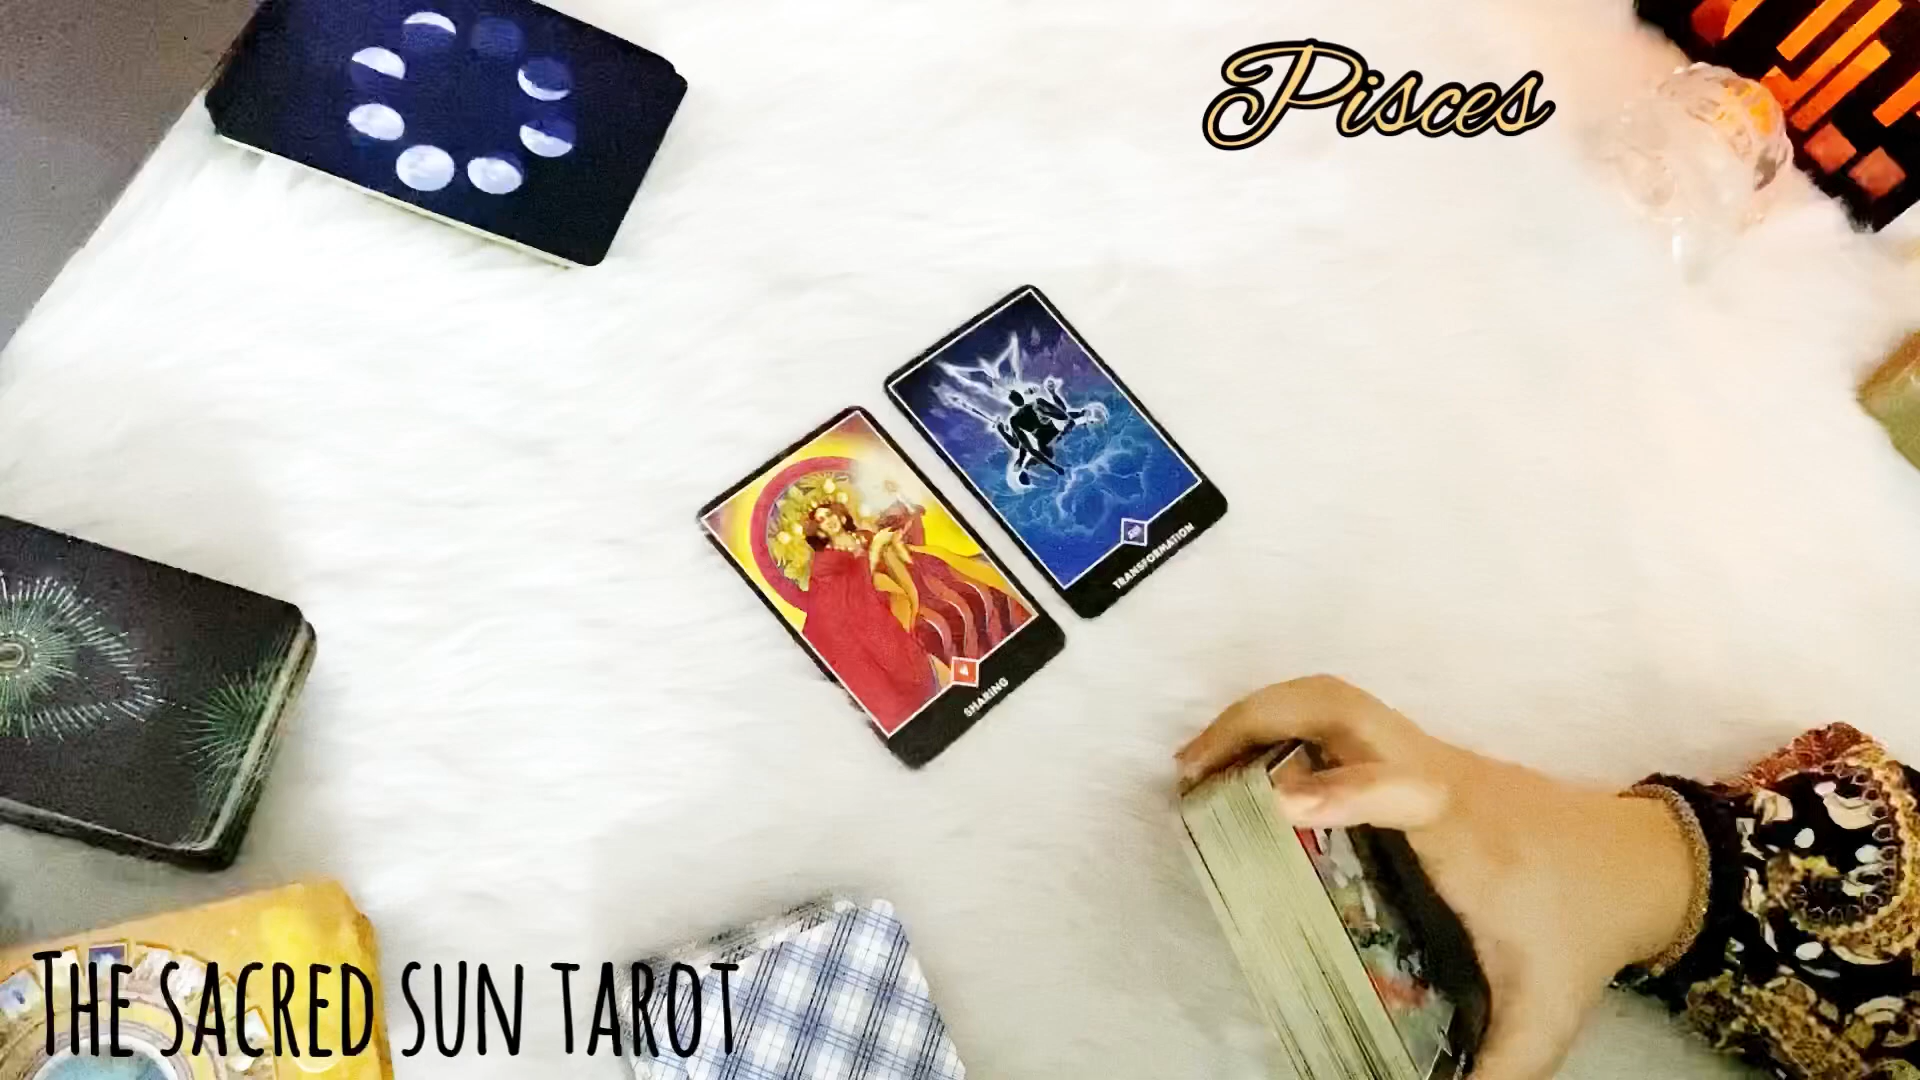 Pisces
TRANSFORMATION
SHARING
THE SACRED SUN TAROT